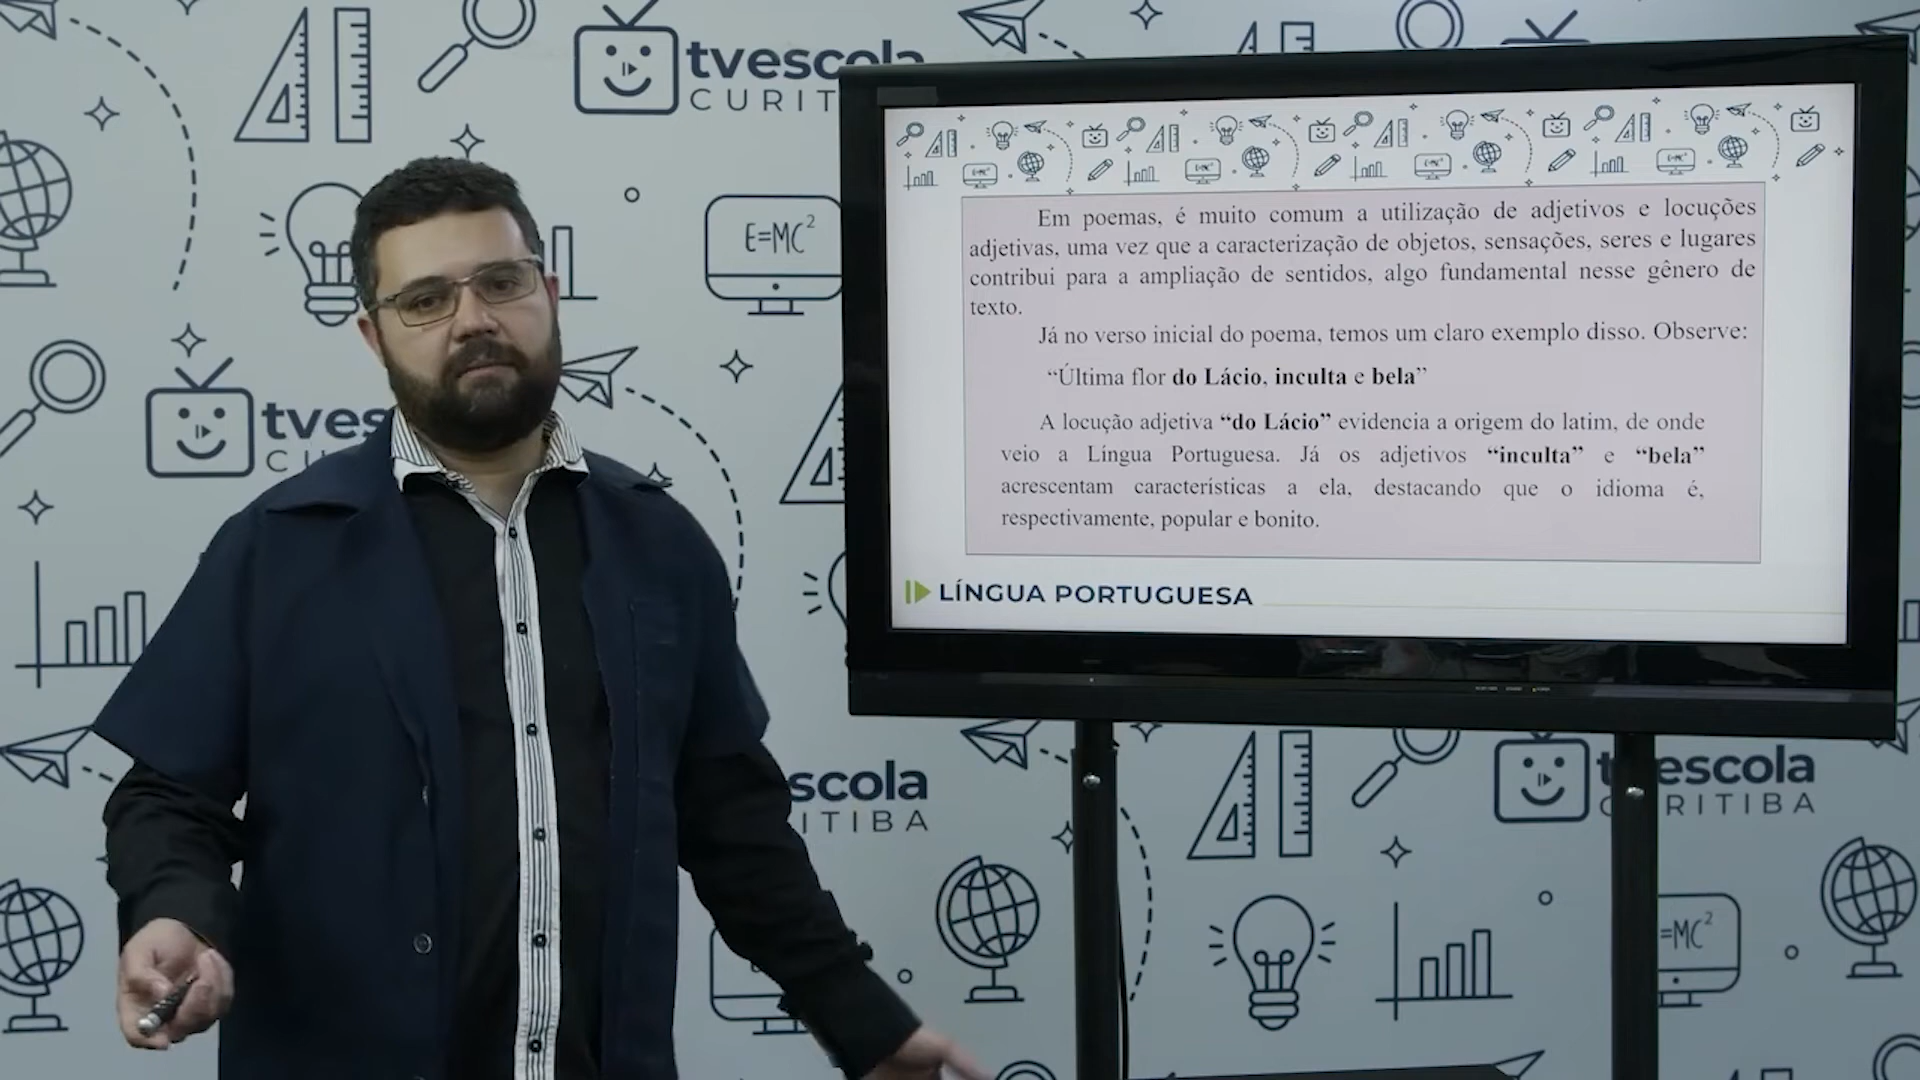 tvescola
CURIT
E=MC²
tves
CU
Em poemas, é muito comum a utilização de adjetivos e locuções
adjetivas, uma vez que a caracterização de objetos, sensações, seres e lugares
contribui para a ampliação de sentidos, algo fundamental nesse gênero de
texto.
Já no verso inicial do poema, temos um claro exemplo disso. Observe:
“Última flor do Lácio, inculta e bela”
A locução adjetiva “do Lácio” evidencia a origem do latim, de onde
veio a Língua Portuguesa. Já os adjetivos “inculta” e “bela”
acrescentam características a ela, destacando que o idioma é,
respectivamente, popular e bonito.
LÍNGUA PORTUGUESA
scola
ITIBA
tvescola
CURITIBA
=MC²